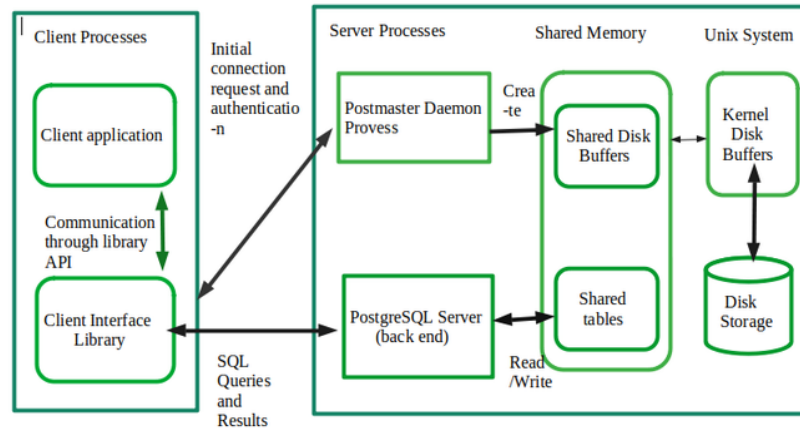 Client Processes
Client application
Communication
through library
API
Client Interface
Library
Initial
connection
request and
authenticatio
-n
SQL
Queries
and
Results
Server Processes
Postmaster Daemon
Provess
PostgreSQL Server
(back end)
Crea
-te
Read
/Write
Shared Memory
Shared Disk
Buffers
Shared
tables
Unix System
Kernel
Disk
Buffers
Disk
Storage